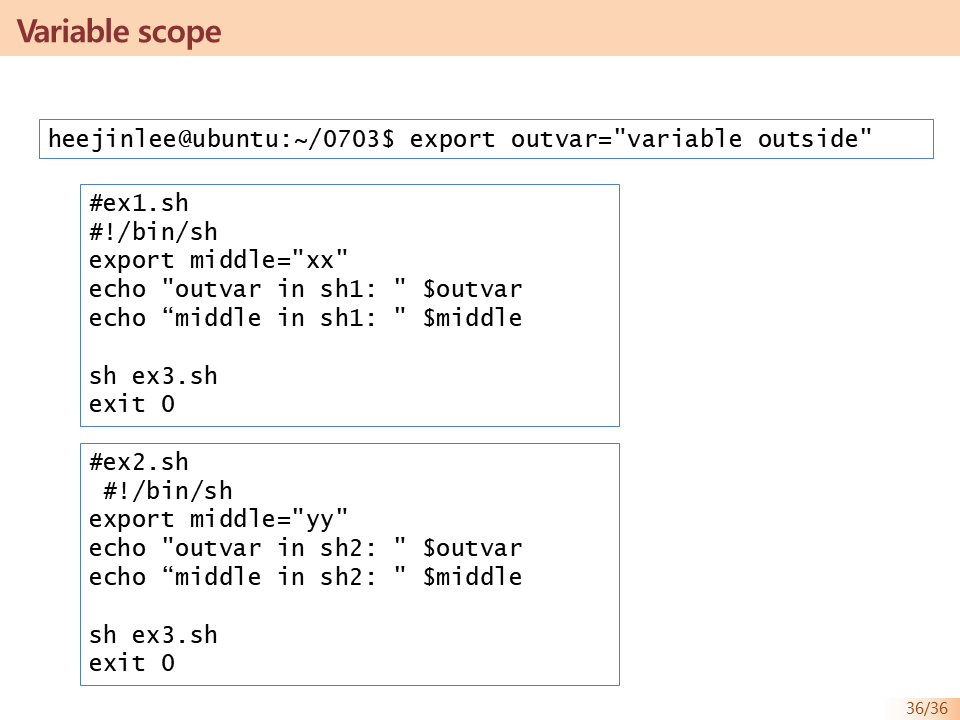 Variable scope
heejinlee@ubuntu:~/0703$ export outvar="variable outside"
#ex1.sh
#!/bin/sh
export middle="xx"
echo "outvar in sh1: " $outvar
echo “middle in sh1: " $middle
sh ex3.sh
exit 0
#ex2.sh
 #!/bin/sh
export middle="yy"
echo "outvar in sh2: " $outvar
echo “middle in sh2: " $middle
sh ex3.sh
exit 0
36/36